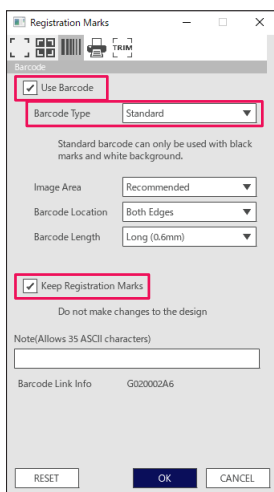 Registration Marks
TRIM
Barcode
Use Barcode
Barcode Type Standard
Standard barcode can only be used with black
marks and white background.
Image Area Recommended
Barcode Location Both Edges
Barcode Length Long (0.6mm)
Keep Registration Marks
Do not make changes to the design
Note(Allows 35 ASCII characters)
Barcode Link Info G020002A6
RESET OK CANCEL